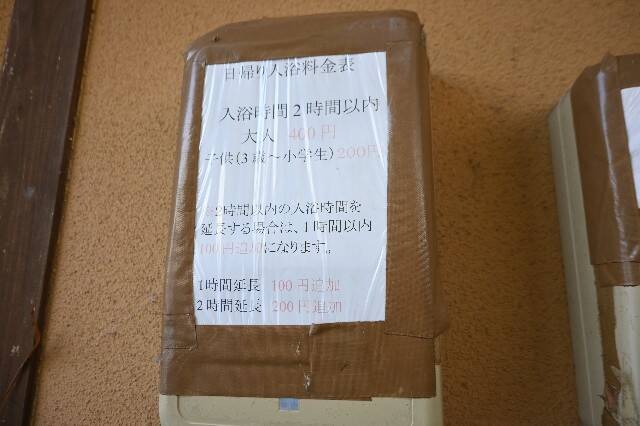 日帰り入浴料金表
入浴時間2時間以内
大人 400円
子供(3歳～小学生)200円
※2時間以内の入浴時間を
延長する場合は、1時間以内
100円追加になります。
1時間延長 100円追加
2時間延長 200円追加